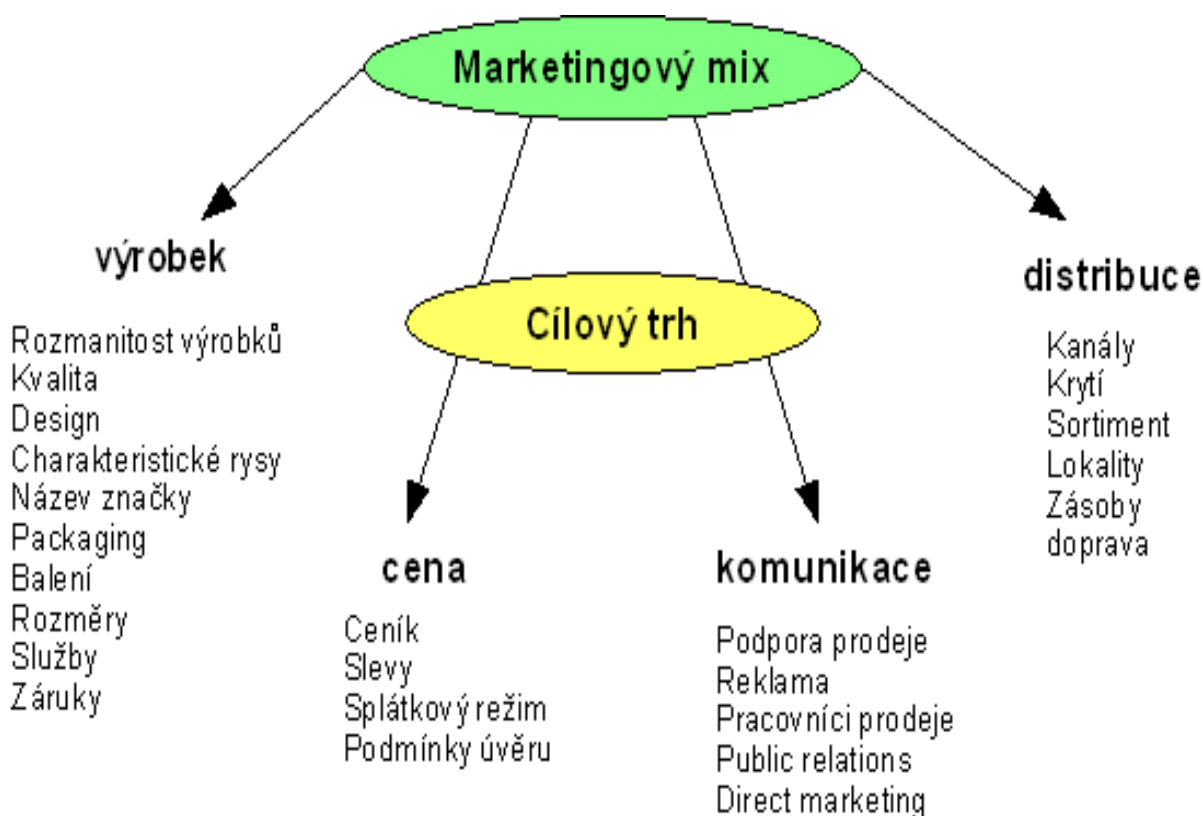 Marketingový mix
výrobek
Rozmanitost výrobků
Kvalita
Design
Charakteristické rysy
Název značky
Packaging
Balení
Rozměry
Služby
Záruky
Cílový trh
cena
Ceník
Slevy
Splátkový režim
Podmínky úvěru
komunikace
Podpora prodeje
Reklama
Pracovníci prodeje
Public relations
Direct marketing
distribuce
Kanály
Krytí
Sortiment
Lokality
Zásoby
doprava